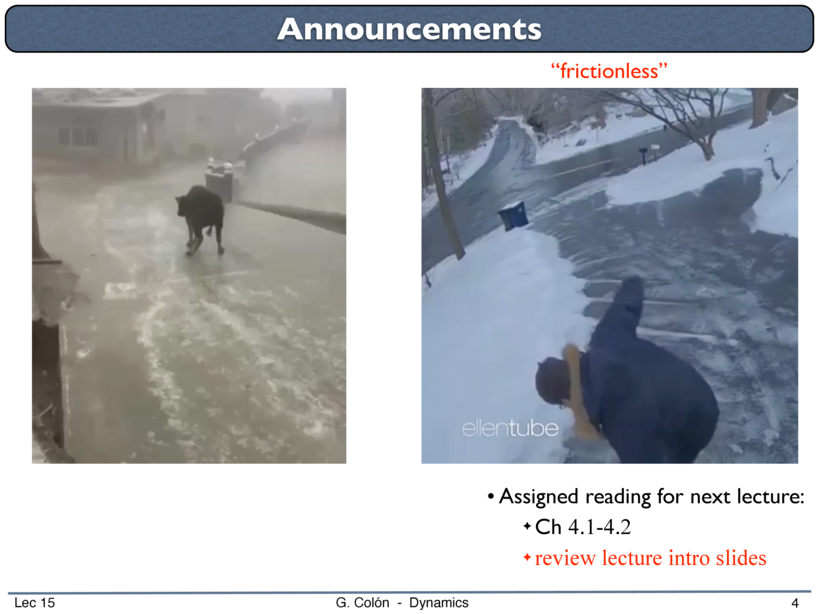 Announcements
“frictionless”
ellentube
• Assigned reading for next lecture:
✦ Ch 4.1-4.2
✦ review lecture intro slides
Lec 15
G. Colón - Dynamics
4